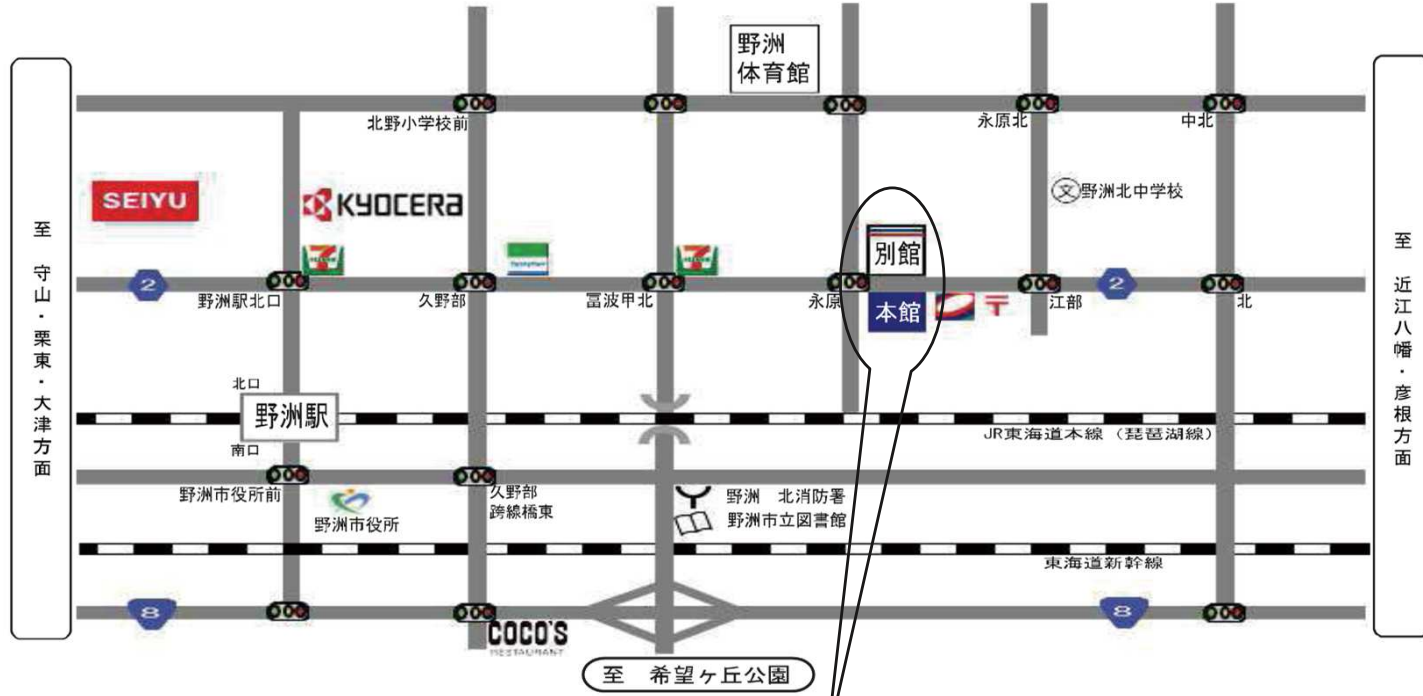 野洲
体育館
北野小学校前
永原北
中北
SEIYU
KYOCERA
文
野洲北中学校
別館
2
野洲駅北口
久野部
冨波甲北
永原
本館
〒
江部
2
北
至 守山・栗東・大津方面
至 近江八幡・彦根方面
北口
野洲駅
南口
JR東海道本線（琵琶湖線）
野洲市役所前
野洲市役所
久野部
跨線橋東
野洲 北消防署
野洲市立図書館
東海道新幹線
8
8
COCO'S
RESTAURANT
至 希望ヶ丘公園